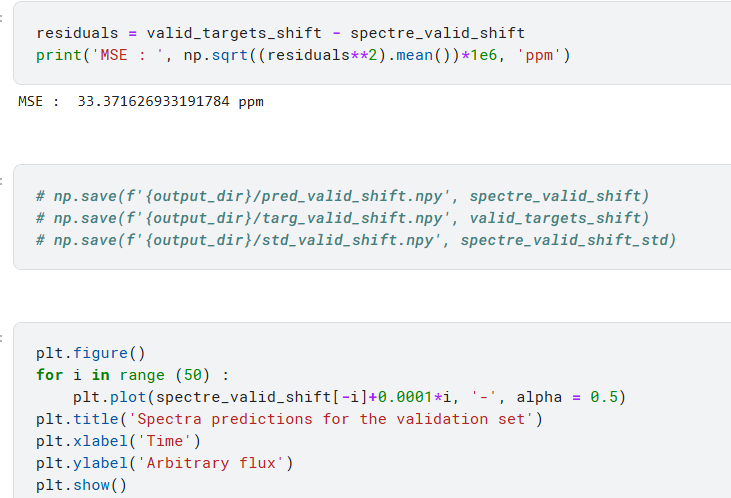 residuals = valid_targets_shift - spectre_valid_shift
print('MSE : ', np.sqrt((residuals**2).mean())*1e6, 'ppm')
MSE :  33.371626933191784 ppm
# np.save(f'{output_dir}/pred_valid_shift.npy', spectre_valid_shift)
# np.save(f'{output_dir}/targ_valid_shift.npy', valid_targets_shift)
# np.save(f'{output_dir}/std_valid_shift.npy', spectre_valid_shift_std)
plt.figure()
for i in range (50) :
    plt.plot(spectre_valid_shift[-i]+0.0001*i, '-', alpha = 0.5)
plt.title('Spectra predictions for the validation set')
plt.xlabel('Time')
plt.ylabel('Arbitrary flux')
plt.show()